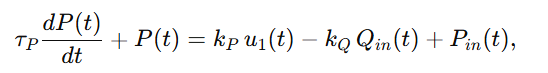 τ_P dP(t)/dt + P(t) = k_P u_1(t) − k_Q Q_in(t) + P_in(t),